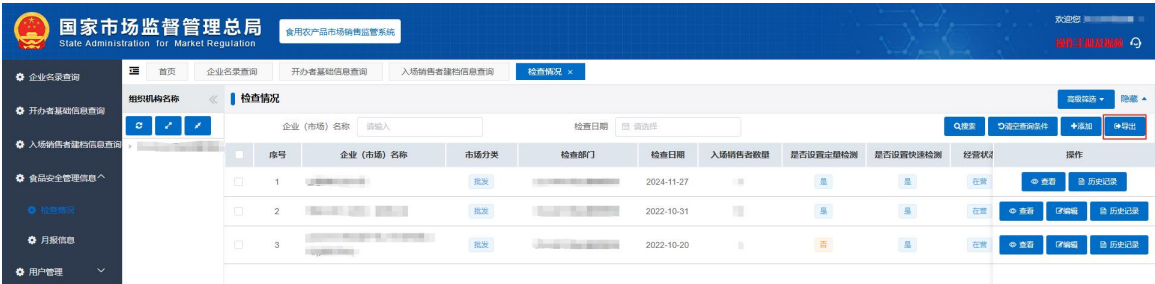 国家市场监督管理总局
State Administration for Market Regulation
食用农产品市场销售监管系统
欢迎您
操作手册及视频
企业名录查询
首页
企业名录查询
开办者基础信息查询
入场销售者建档信息查询
检查情况 ×
开办者基础信息查询
入场销售者建档信息查询
食品安全管理信息
检查情况
月报信息
用户管理
组织机构名称
检查情况
高级筛选
隐藏
企业（市场）名称 请输入
检查日期 请选择
搜索
清空查询条件
+添加
导出
序号 企业（市场）名称 市场分类 检查部门 检查日期 入场销售者数量 是否设置定量检测 是否设置快速检测 经营状态 操作
1 批发 2024-11-27 是 是 在营 查看 历史记录
2 批发 2022-10-31 是 是 在营 查看 编辑 历史记录
3 批发 2022-10-20 否 是 在营 查看 编辑 历史记录